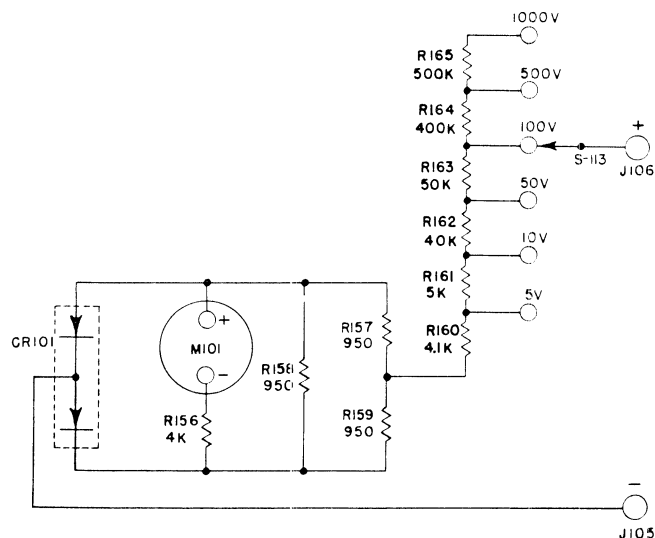 1000V
R165
500K
500V
R164
400K
100V
+
S-113
J106
R163
50K
50V
R162
40K
10V
R161
5K
5V
R160
4.1K
CR101
+
M101
-
R156
4K
R158
950
R157
950
R159
950
-
J105